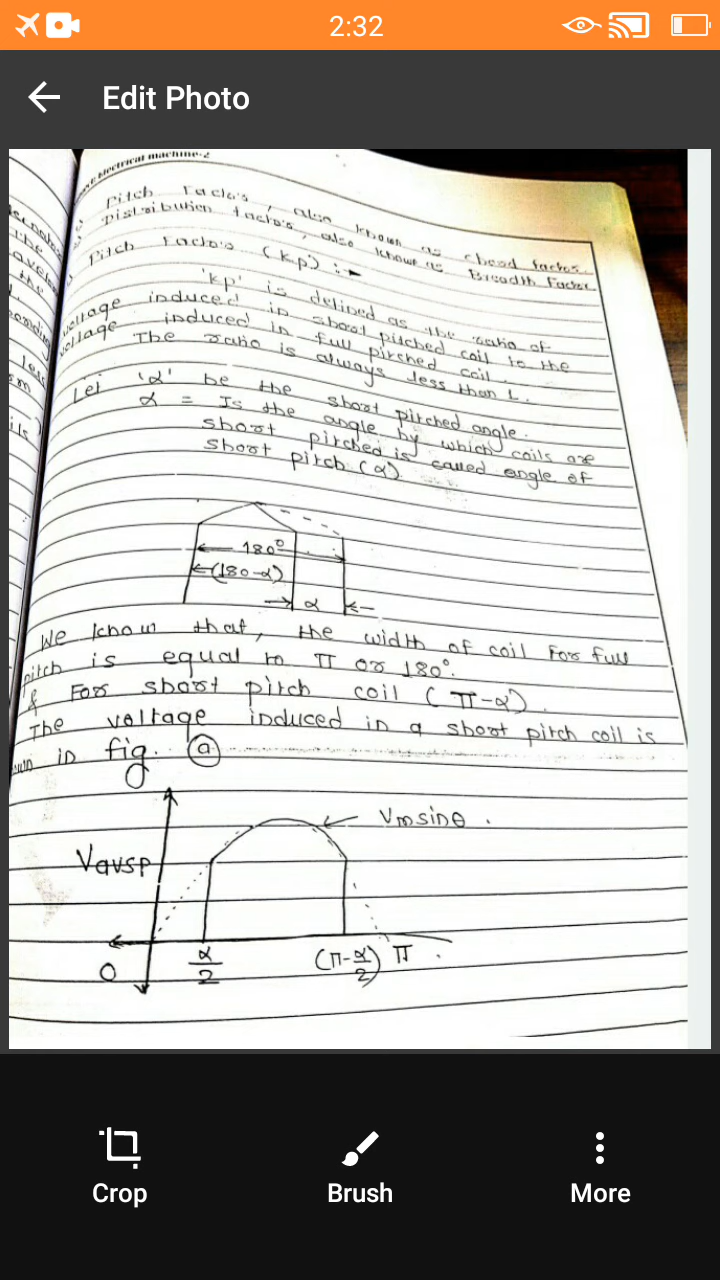 2:32
Edit Photo
Electrical machine-2
Pitch Factors, also known as chord factor.
Distribution factors, also known as Breadth Factor
Pitch Factors (Kp) :-
'kp' is defined as the ratio of
voltage induced in short pitched coil to the
voltage induced in full pitched coil.
The ratio is always less than 1.
Let 'α' be the short pitched angle.
α = Is the angle by which coils are
short pitched is called angle of
short pitch (α)
180°
(180-α)
α
We know that, the width of coil For full
pitch is equal to π or 180°.
& For short pitch coil (π-α).
The voltage induced in a short pitch coil is
in fig. (a)
Vmsinθ.
Vavsp
0 α/2 (π-α/2) π.
Crop
Brush
More